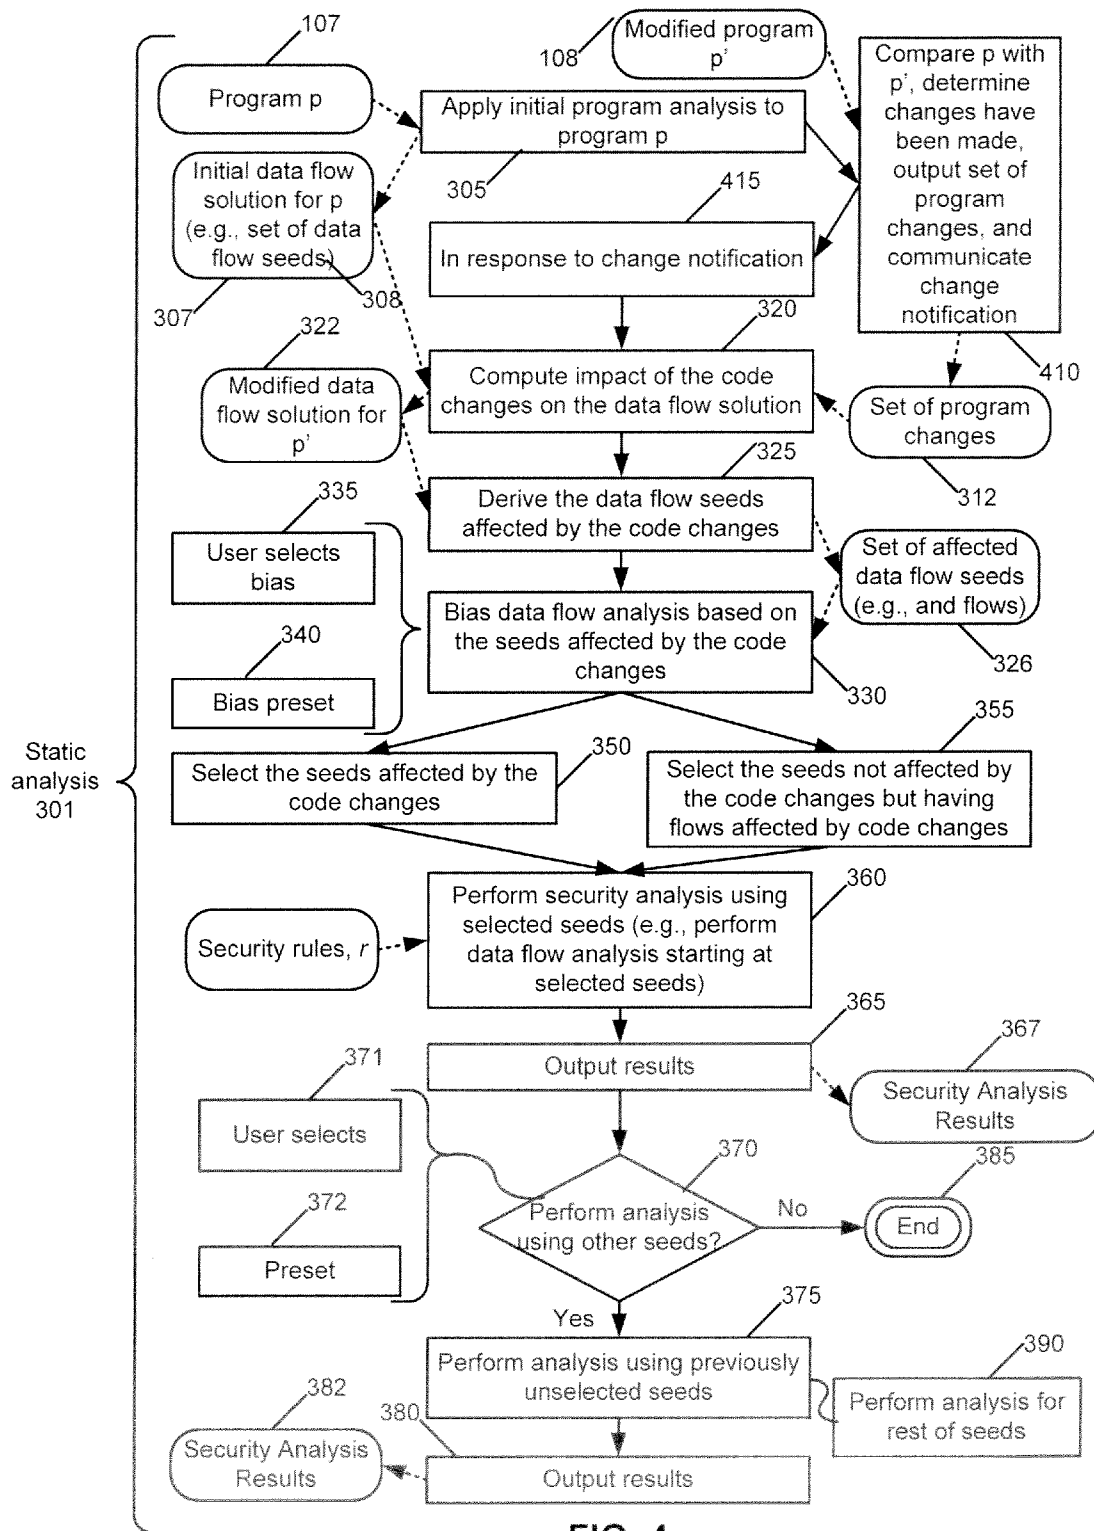 107
Program p
108
Modified program
p'
Compare p with
p', determine
changes have
been made,
output set of
program
changes, and
communicate
change
notification
410
Apply initial program analysis to
program p
305
Initial data flow
solution for p
(e.g., set of data
flow seeds)
308
307
415
In response to change notification
320
322
Modified data
flow solution for
p'
Compute impact of the code
changes on the data flow solution
Set of program
changes
312
325
Derive the data flow seeds
affected by the code changes
335
User selects
bias
Set of affected
data flow seeds
(e.g., and flows)
326
340
Bias preset
Bias data flow analysis based on
the seeds affected by the code
changes
330
Static
analysis
301
350
Select the seeds affected by the
code changes
355
Select the seeds not affected by
the code changes but having
flows affected by code changes
360
Perform security analysis using
selected seeds (e.g., perform
data flow analysis starting at
selected seeds)
Security rules, r
365
Output results
367
Security Analysis
Results
371
User selects
372
Preset
370
Perform analysis
using other seeds?
No
385
End
Yes
375
Perform analysis using previously
unselected seeds
390
Perform analysis for
rest of seeds
382
Security Analysis
Results
380
Output results
FIG. 4